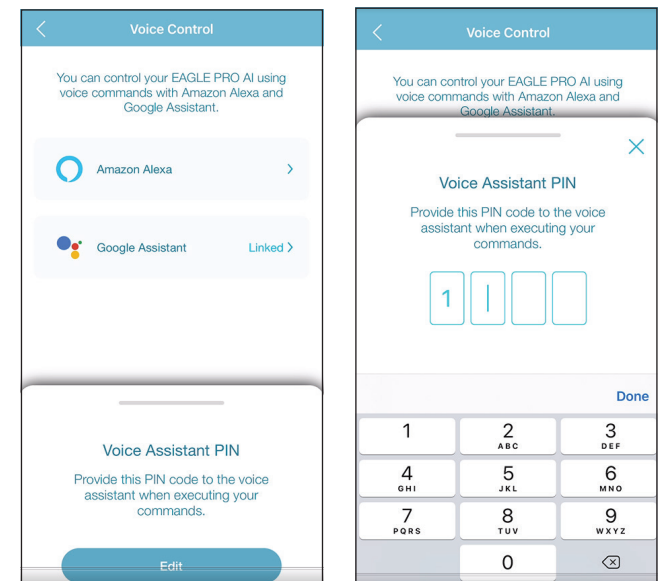 Voice Control
You can control your EAGLE PRO AI using
voice commands with Amazon Alexa and
Google Assistant.
Amazon Alexa
Google Assistant Linked
Voice Assistant PIN
Provide this PIN code to the voice
assistant when executing your
commands.
Edit
Voice Control
You can control your EAGLE PRO AI using
voice commands with Amazon Alexa and
Google Assistant.
Voice Assistant PIN
Provide this PIN code to the voice
assistant when executing your
commands.
1
Done
1 2 3
ABC DEF
4 5 6
GHI JKL MNO
7 8 9
PQRS TUV WXYZ
0